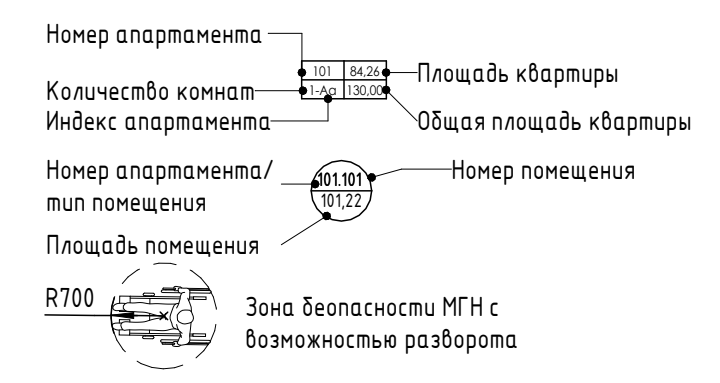 Номер апартамента
101 84,26
Площадь квартиры
Количество комнат
1-Аа 130,00
Индекс апартамента
Общая площадь квартиры
Номер апартамента/
тип помещения
101.101
101,22
Номер помещения
Площадь помещения
R700
Зона беопасности МГН с
возможностью разворота